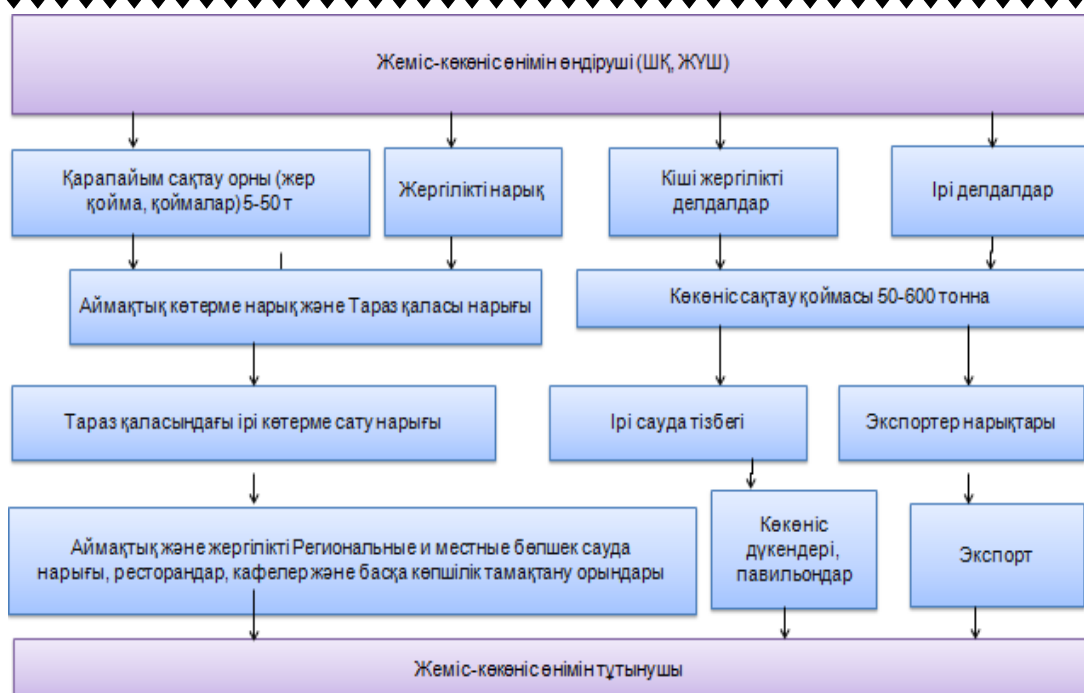 Жеміс-көкөніс өнімін өндіруші (ШҚ, ЖҮШ)
Қарапайым сақтау орны (жер
қойма, қоймалар) 5-50 т
Жергілікті нарық
Кіші жергілікті
делдалдар
Ірі делдалдар
Аймақтық көтерме нарық және Тараз қаласы нарығы
Көкөніс сақтау қоймасы 50-600 тонна
Тараз қаласындағы ірі көтерме сату нарығы
Ірі сауда тізбегі
Экспортер нарықтары
Аймақтық және жергілікті Региональные и местные бөлшек сауда
нарығы, ресторандар, кафелер және басқа көпшілік тамақтану орындары
Көкөніс
дүкендері,
павильондар
Экспорт
Жеміс-көкөніс өнімін тұтынушы